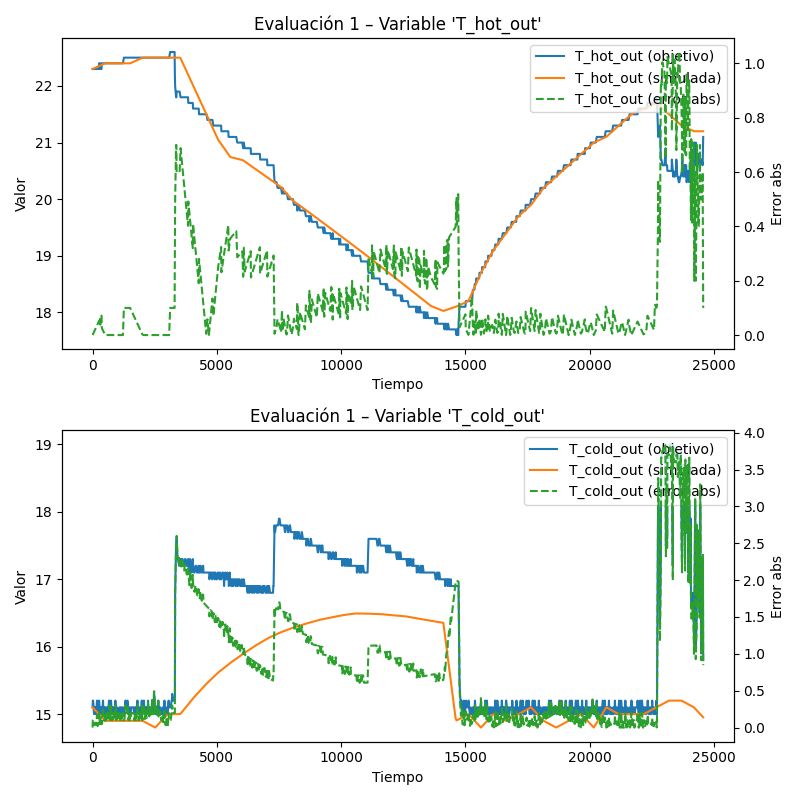 Evaluación 1 – Variable 'T_hot_out'
T_hot_out (objetivo)
T_hot_out (simulada)
T_hot_out (error abs)
Valor
22
21
20
19
18
1.0
0.8
0.6
0.4
0.2
0.0
Error abs
0 5000 10000 15000 20000 25000
Tiempo
Evaluación 1 – Variable 'T_cold_out'
T_cold_out (objetivo)
T_cold_out (simulada)
T_cold_out (error abs)
Valor
19
18
17
16
15
4.0
3.5
3.0
2.5
2.0
1.5
1.0
0.5
0.0
Error abs
0 5000 10000 15000 20000 25000
Tiempo